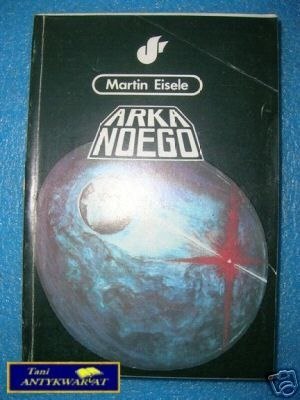 Martin Eisele
ARKA
NOEGO
Tani
ANTYKWARIAT